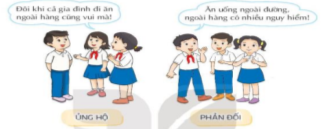 Đôi khi cả gia đình đi ăn
ngoài hàng cũng vui mà!
Ăn uống ngoài đường,
ngoài hàng có nhiều nguy hiểm!
ỦNG HỘ
PHẢN ĐỐI